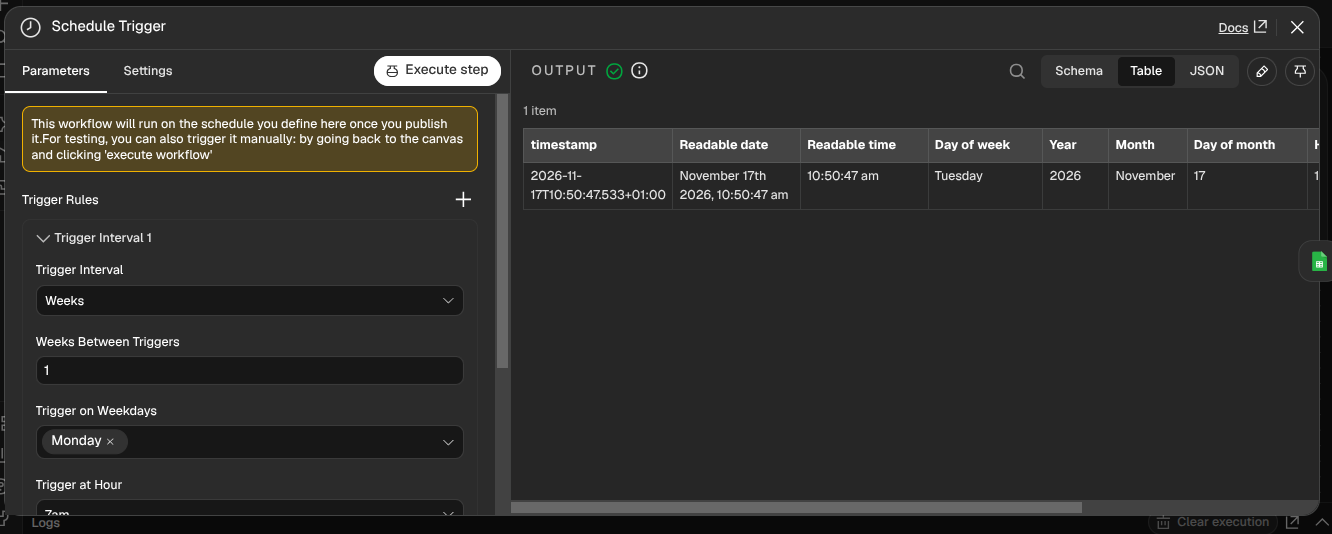 Schedule Trigger
Docs
Parameters
Settings
Execute step
OUTPUT
Schema
Table
JSON
This workflow will run on the schedule you define here once you publish
it.For testing, you can also trigger it manually: by going back to the canvas
and clicking 'execute workflow'
1 item
timestamp Readable date Readable time Day of week Year Month Day of month
2026-11- November 17th 10:50:47 am Tuesday 2026 November 17
17T10:50:47.533+01:00 2026, 10:50:47 am
Trigger Rules
Trigger Interval 1
Trigger Interval
Weeks
Weeks Between Triggers
1
Trigger on Weekdays
Monday ×
Trigger at Hour
7am
Logs
Clear execution